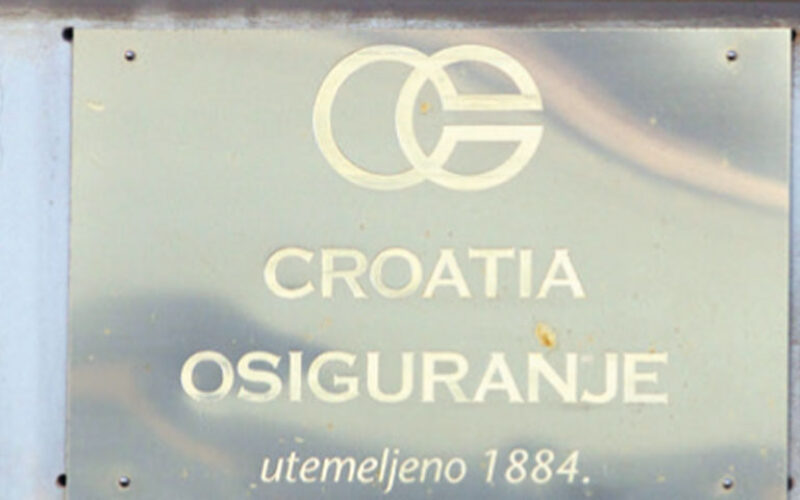 CROATIA
OSIGURANJE
utemeljeno 1884.